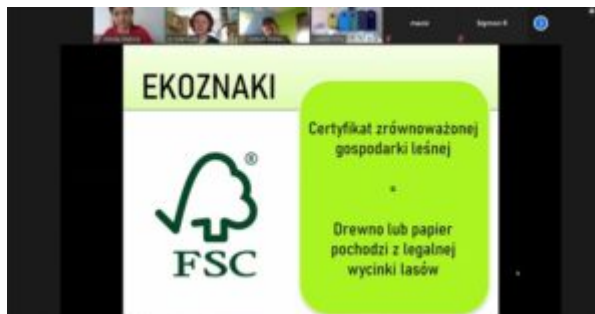 EKOZNAKI
Certyfikat zrównoważonej
gospodarki leśnej
=
Drewno lub papier
pochodzi z legalnej
wycinki lasów
®
FSC